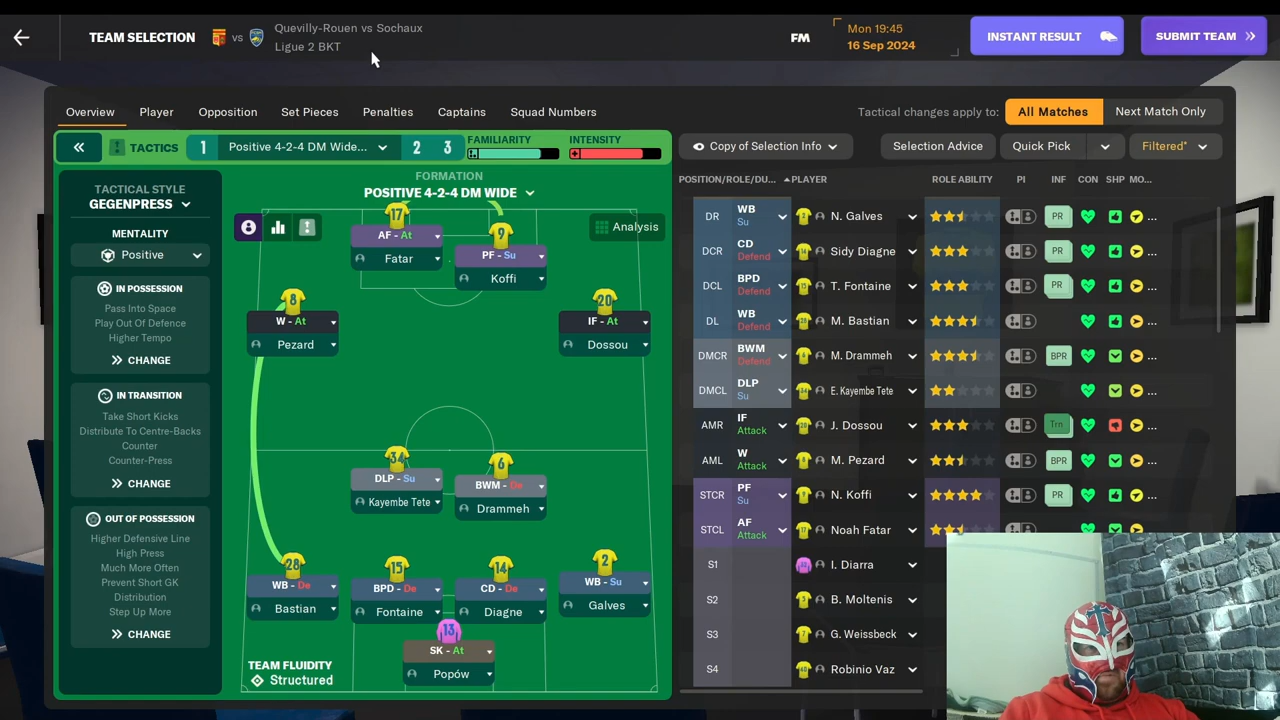 TEAM SELECTION
vs
Quevilly-Rouen vs Sochaux
Ligue 2 BKT
FM
Mon 19:45
16 Sep 2024
INSTANT RESULT
SUBMIT TEAM
Overview
Player
Opposition
Set Pieces
Penalties
Captains
Squad Numbers
Tactical changes apply to:
All Matches
Next Match Only
TACTICS
1
Positive 4-2-4 DM Wide...
2
3
FAMILIARITY
INTENSITY
Copy of Selection Info
Selection Advice
Quick Pick
Filtered*
TACTICAL STYLE
GEGENPRESS
MENTALITY
Positive
IN POSSESSION
Pass Into Space
Play Out Of Defence
Higher Tempo
CHANGE
IN TRANSITION
Take Short Kicks
Distribute To Centre-Backs
Counter
Counter-Press
CHANGE
OUT OF POSSESSION
Higher Defensive Line
High Press
Much More Often
Prevent Short GK
Distribution
Step Up More
CHANGE
FORMATION
POSITIVE 4-2-4 DM WIDE
Analysis
17
AF - At
Fatar
9
PF - Su
Koffi
8
W - At
Pezard
20
IF - At
Dossou
34
DLP - Su
Kayembe Tete
6
BWM - De
Drammeh
28
WB - De
Bastian
15
BPD - De
Fontaine
14
CD - De
Diagne
2
WB - Su
Galves
13
SK - At
Popów
TEAM FLUIDITY
Structured
POSITION/ROLE/DU... PLAYER ROLE ABILITY PI INF CON SHP MO...
DR WB Su N. Galves PR ...
DCR CD Defend Sidy Diagne PR ...
DCL BPD Defend T. Fontaine PR ...
DL WB Defend M. Bastian ...
DMCR BWM Defend M. Drammeh BPR ...
DMCL DLP Su E. Kayembe Tete ...
AMR IF Attack J. Dossou Trn ...
AML W Attack M. Pezard BPR ...
STCR PF Su N. Koffi PR ...
STCL AF Attack Noah Fatar ...
S1 I. Diarra
S2 B. Moltenis
S3 G. Weissbeck
S4 Robinio Vaz